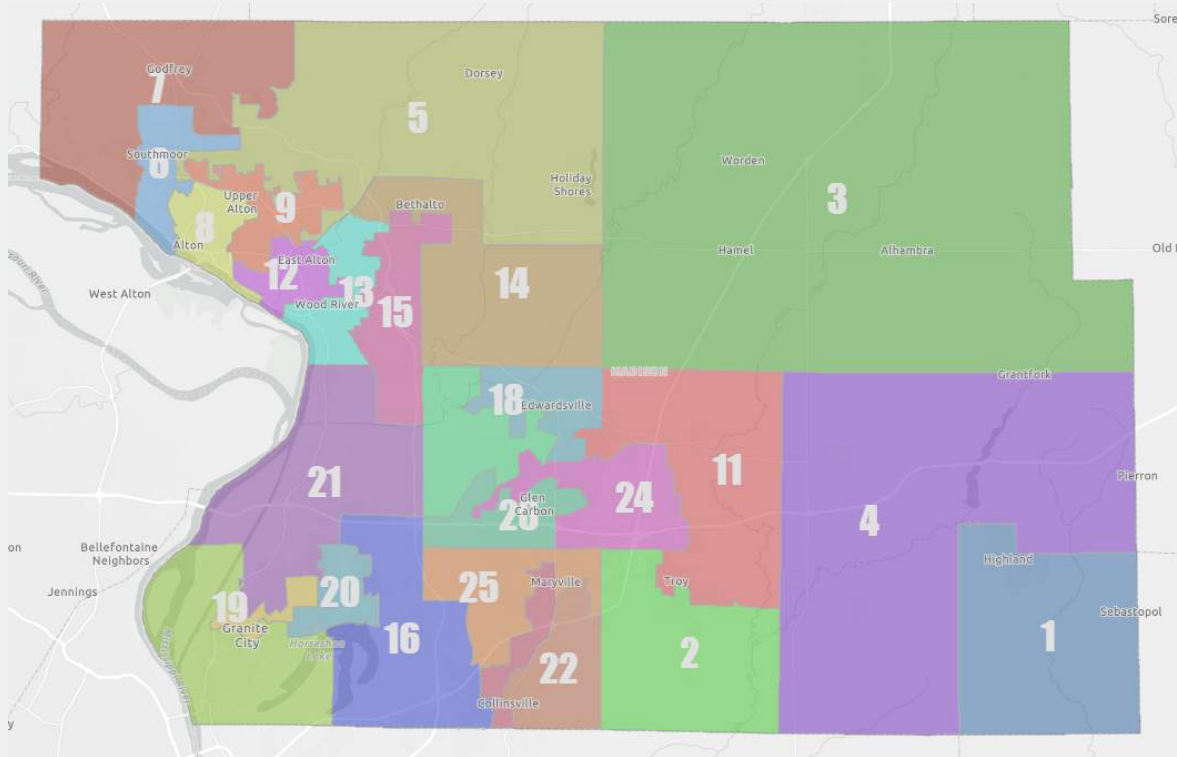 Sore
Godfrey
7
Dorsey
5
Southmoor
6
Worden
Holiday
Shores
3
Upper
Alton
9
Bethalto
8
Alton
Hamel
Alhambra
Old
East Alton
12
13
14
West Alton
Wood River
15
MADISON
Grantfork
18
Edwardsville
21
11
Pierron
Glen
Carbon
24
4
Bellefontaine
Neighbors
on
Highland
Jennings
20
25
Maryville
Troy
19
Granite
City
Horseshoe
Lake
16
Sebastopol
1
2
22
Collinsville
y